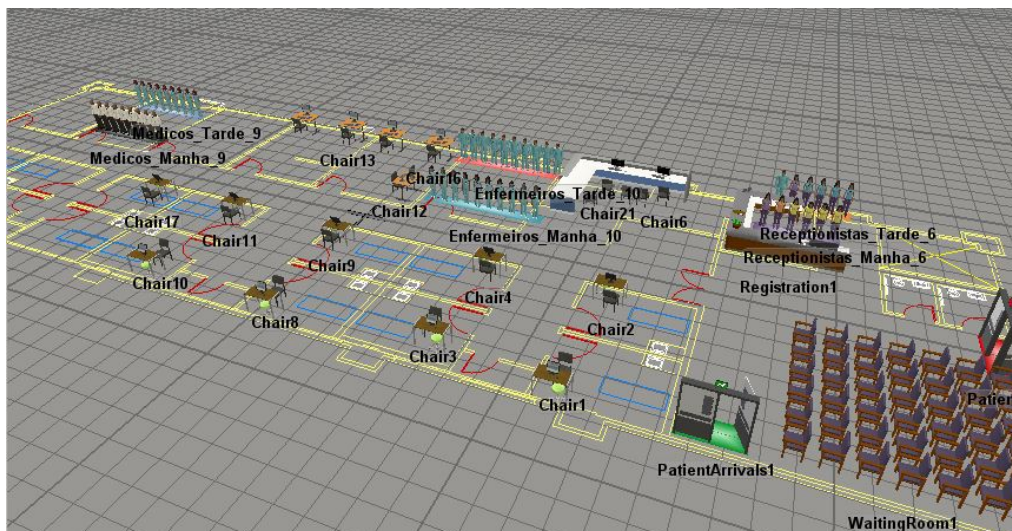 Medicos_Tarde_9
Medicos_Manha_9
Chair13
Chair16
Enfermeiros_Tarde_10
Chair17
Chair12
Chair21
Chair6
Chair11
Enfermeiros_Manha_10
Receptionistas_Tarde_6
Receptionistas_Manha_6
Chair10
Chair9
Registration1
Chair4
Chair8
Chair2
Chair3
Chair1
Patien
PatientArrivals1
WaitingRoom1